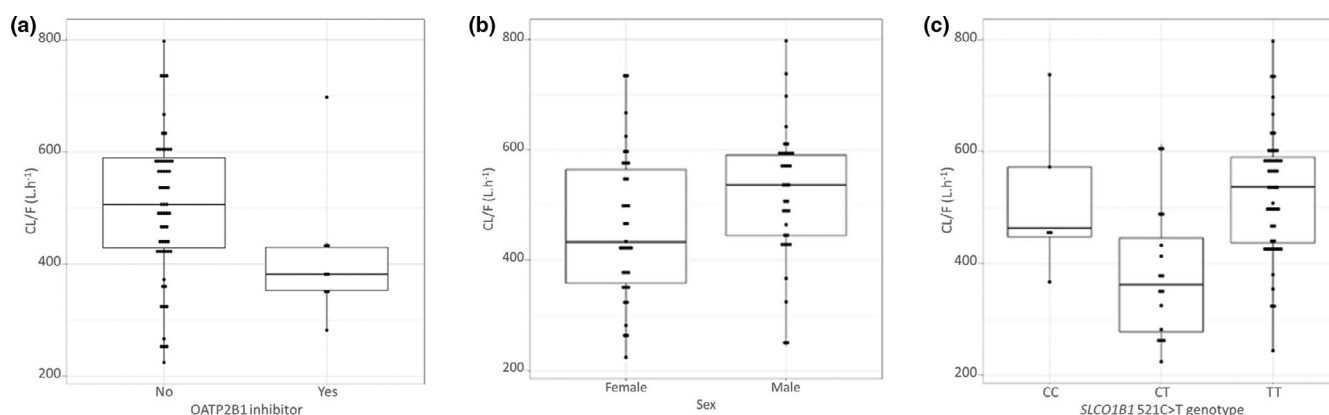 (a)
CL/F (L.h⁻¹)
800
600
400
200
No Yes
OATP2B1 inhibitor
(b)
CL/F (L.h⁻¹)
800
600
400
200
Female Male
Sex
(c)
CL/F (L.h⁻¹)
800
600
400
200
CC CT TT
SLCO1B1 521C>T genotype